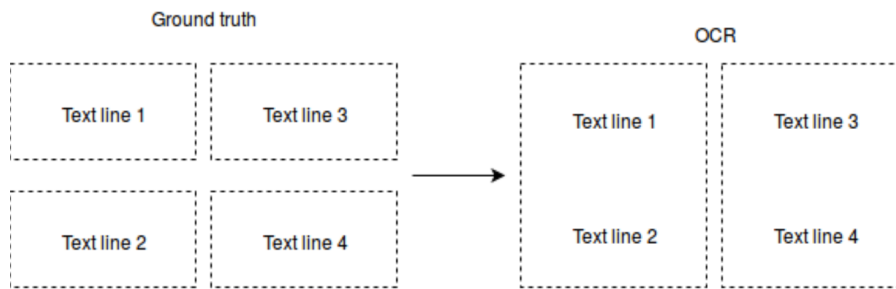 Ground truth
Text line 1
Text line 3
Text line 2
Text line 4
OCR
Text line 1
Text line 3
Text line 2
Text line 4